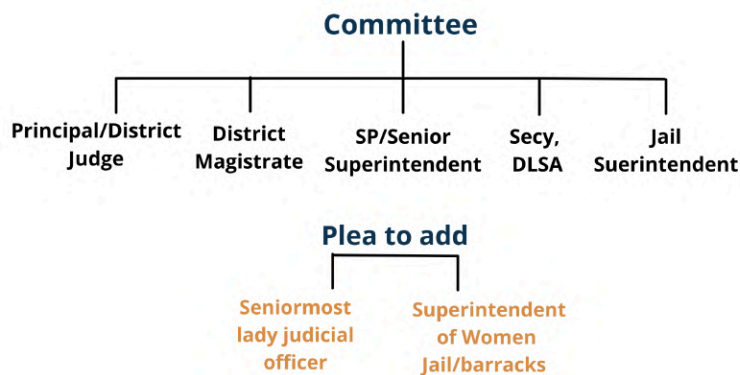 Committee
Principal/District
Judge
District
Magistrate
SP/Senior
Superintendent
Secy,
DLSA
Jail
Suerintendent
Plea to add
Seniormost
lady judicial
officer
Superintendent
of Women
Jail/barracks